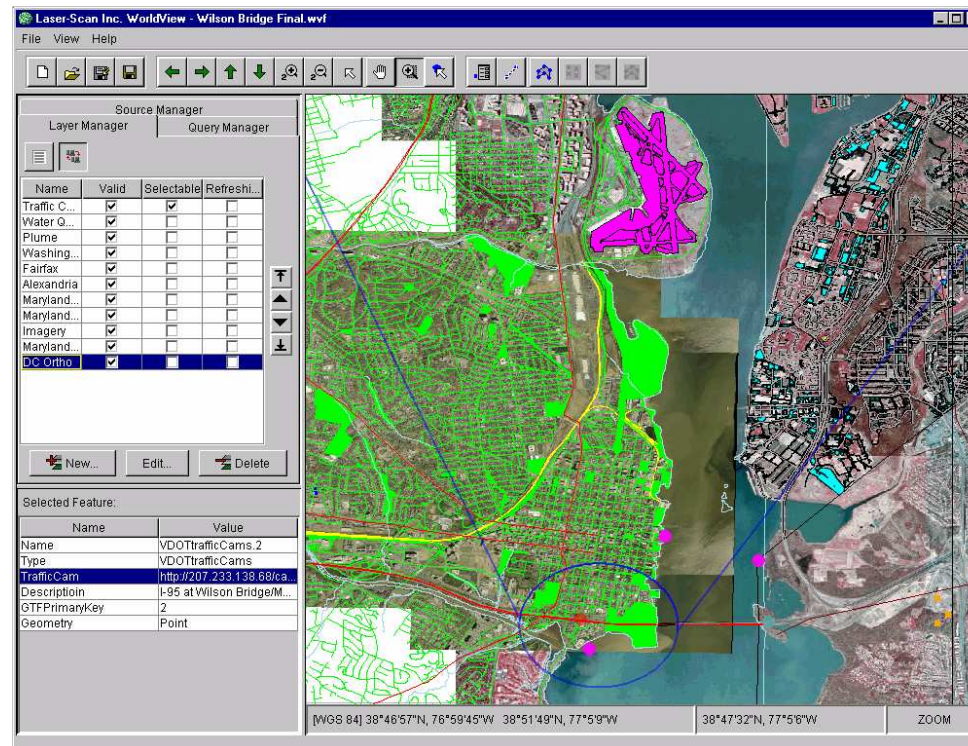 Laser-Scan Inc. WorldView - Wilson Bridge Final.wvf
File View Help
Source Manager
Layer Manager Query Manager
Name Valid Selectable Refreshi...
Traffic C...
Water Q...
Plume
Washing...
Fairfax
Alexandria
Maryland...
Maryland...
Imagery
Maryland...
DC Ortho
New... Edit... Delete
Selected Feature:
Name Value
Name VDOTtrafficCams.2
Type VDOTtrafficCams
TrafficCam http://207.233.138.68/ca...
Descriptioin I-95 at Wilson Bridge/M...
GTFPrimaryKey 2
Geometry Point
[WGS 84] 38°46'57"N, 76°59'45"W 38°51'49"N, 77°5'9"W 38°47'32"N, 77°5'6"W ZOOM